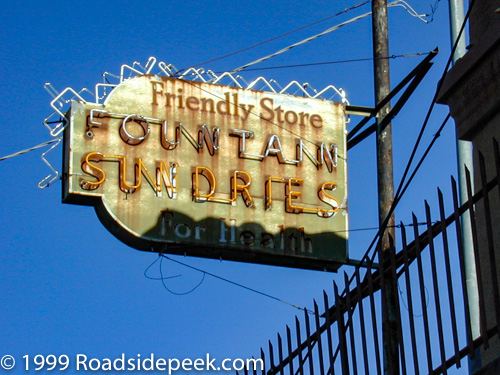 Friendly Store
FOUNTAIN
SUNDRIES
For Health
© 1999 Roadsidepeek.com